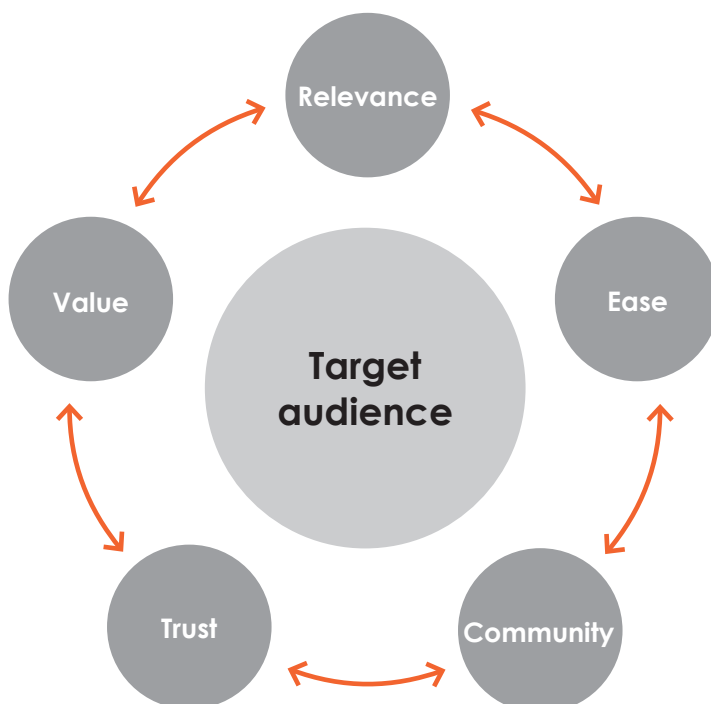 Relevance
Value
Ease
Target
audience
Trust
Community